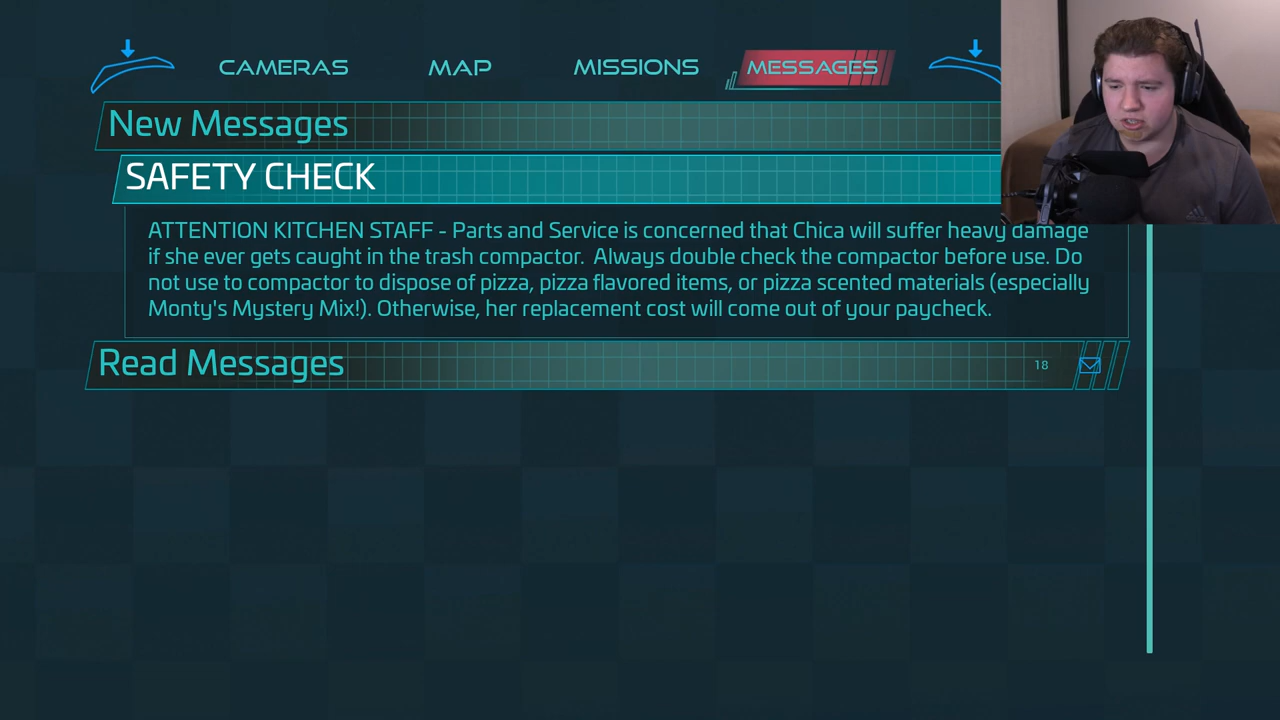 CAMERAS MAP MISSIONS MESSAGES
New Messages
SAFETY CHECK
ATTENTION KITCHEN STAFF - Parts and Service is concerned that Chica will suffer heavy damage
if she ever gets caught in the trash compactor. Always double check the compactor before use. Do
not use to compactor to dispose of pizza, pizza flavored items, or pizza scented materials (especially
Monty's Mystery Mix!). Otherwise, her replacement cost will come out of your paycheck.
Read Messages 18